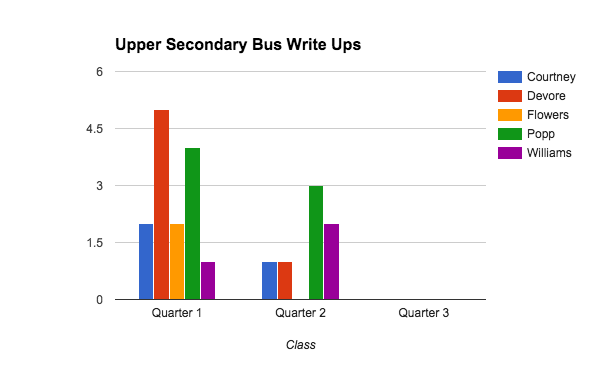 Upper Secondary Bus Write Ups
6
4.5
3
1.5
0
Quarter 1
Quarter 2
Quarter 3
Class
Courtney
Devore
Flowers
Popp
Williams